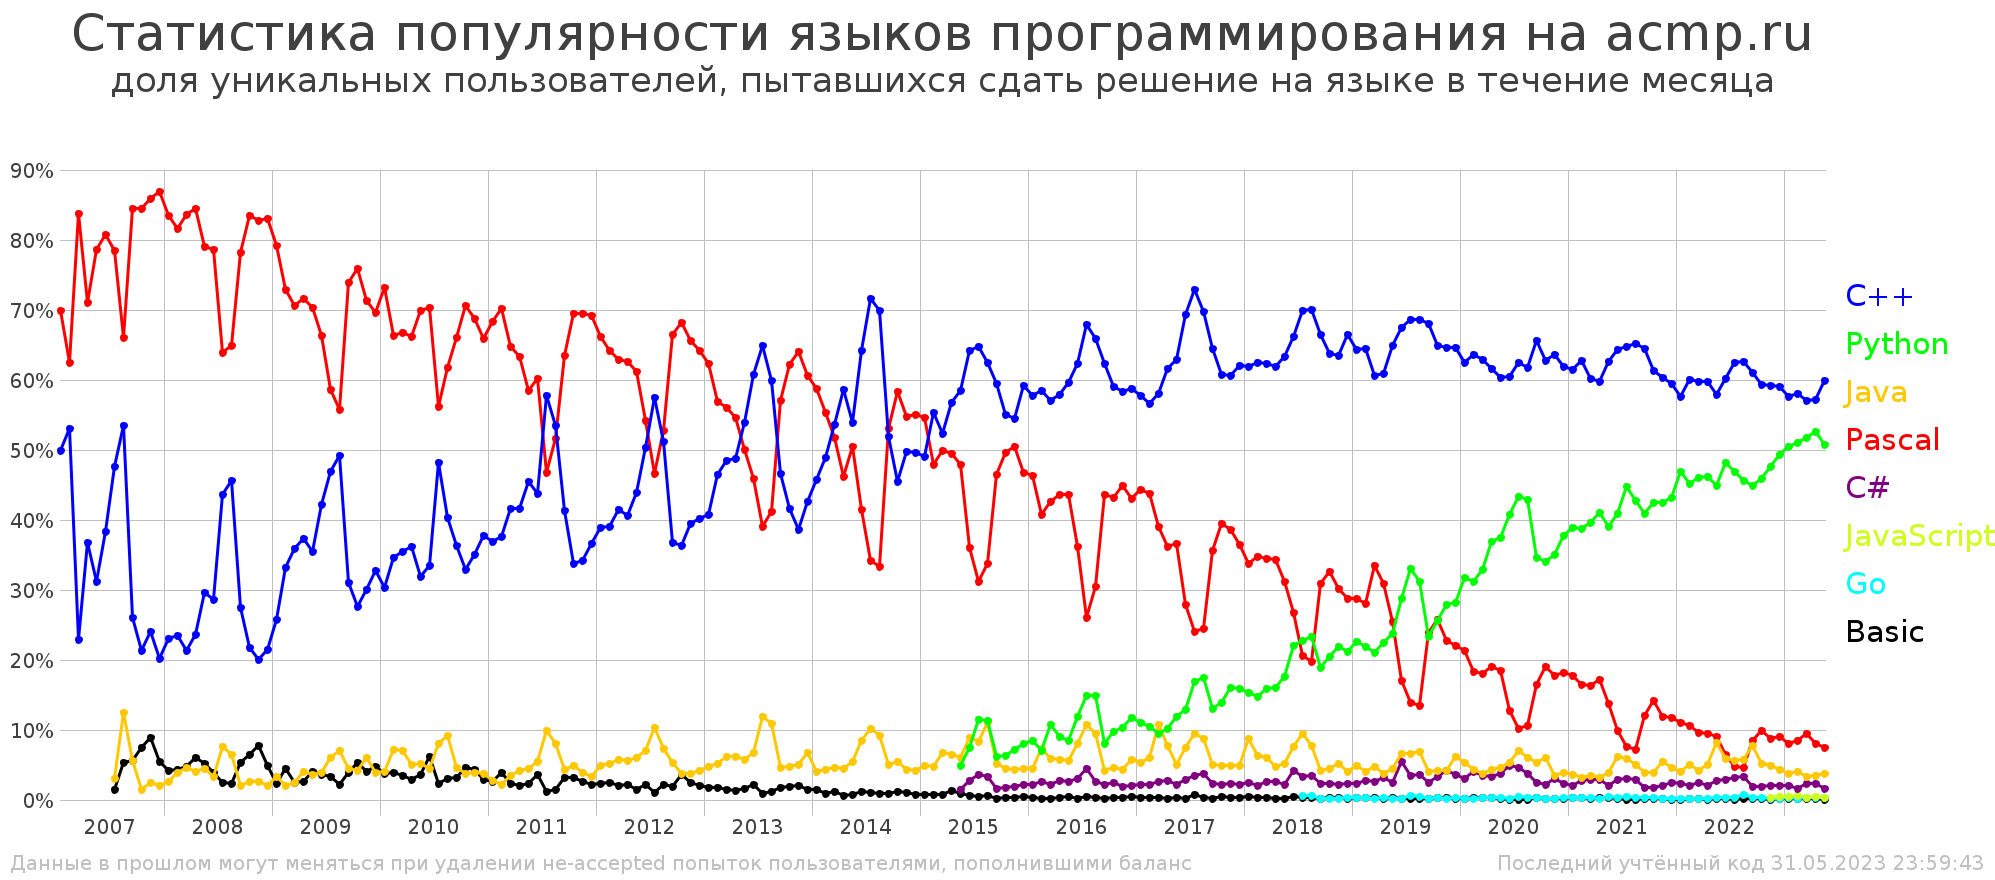 Статистика популярности языков программирования на acmp.ru
доля уникальных пользователей, пытавшихся сдать решение на языке в течение месяца
90%
80%
70%
60%
50%
40%
30%
20%
10%
0%
2007 2008 2009 2010 2011 2012 2013 2014 2015 2016 2017 2018 2019 2020 2021 2022
C++
Python
Java
Pascal
C#
JavaScript
Go
Basic
Данные в прошлом могут меняться при удалении не-accepted попыток пользователями, пополнившими баланс
Последний учтённый код 31.05.2023 23:59:43